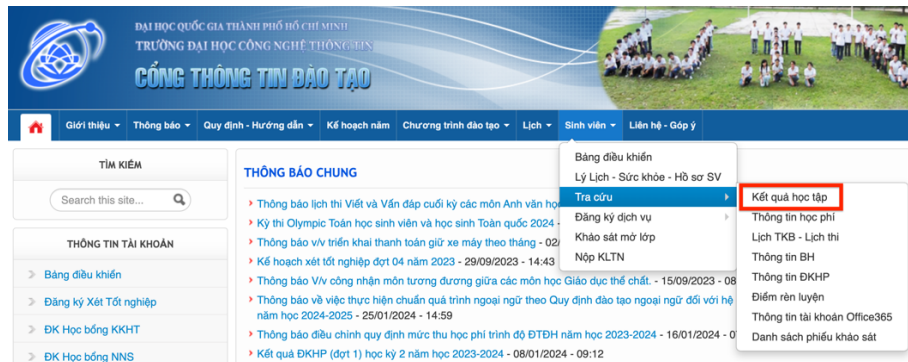 ĐẠI HỌC QUỐC GIA THÀNH PHỐ HỒ CHÍ MINH
TRƯỜNG ĐẠI HỌC CÔNG NGHỆ THÔNG TIN
CỔNG THÔNG TIN ĐÀO TẠO
Giới thiệu Thông báo Quy định - Hướng dẫn Kế hoạch năm Chương trình đào tạo Lịch Sinh viên Liên hệ - Góp ý
TÌM KIẾM
Search this site...
THÔNG TIN TÀI KHOẢN
Bảng điều khiển
Đăng ký Xét Tốt nghiệp
ĐK Học bổng KKHT
ĐK Học bổng NNS
THÔNG BÁO CHUNG
Thông báo lịch thi Viết và Vấn đáp cuối kỳ các môn Anh văn
Kỳ thi Olympic Toán học sinh viên và học sinh Toàn quốc 2024 -
Thông báo v/v triển khai thanh toán giữ xe máy theo tháng - 02/
Kế hoạch xét tốt nghiệp đợt 04 năm 2023 - 29/09/2023 - 14:43
Thông báo V/v công nhận môn tương đương giữa các môn học Giáo dục thể chất. - 15/09/2023 - 08
Thông báo về việc thực hiện chuẩn quá trình ngoại ngữ theo Quy định đào tạo ngoại ngữ đối với hệ
năm học 2024-2025 - 25/01/2024 - 14:59
Thông báo điều chỉnh quy định mức thu học phí trình độ ĐTĐH năm học 2023-2024 - 16/01/2024 - 0
Kết quả ĐKHP (đợt 1) học kỳ 2 năm học 2023-2024 - 08/01/2024 - 09:12
Bảng điều khiển
Lý Lịch - Sức khỏe - Hồ sơ SV
Tra cứu
Đăng ký dịch vụ
Khảo sát mở lớp
Nộp KLTN
Kết quả học tập
Thông tin học phí
Lịch TKB - Lịch thi
Thông tin BH
Thông tin ĐKHP
Điểm rèn luyện
Thông tin tài khoản Office365
Danh sách phiếu khảo sát